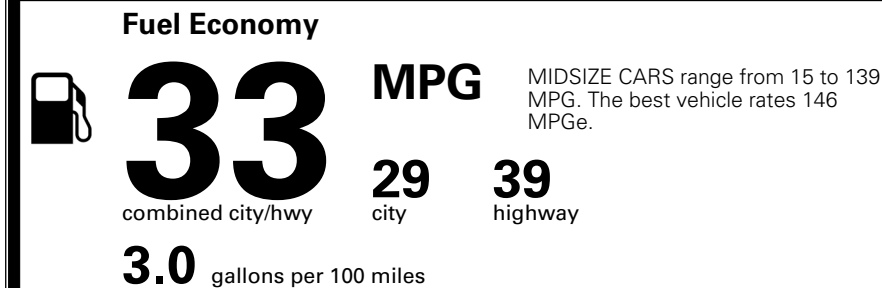 Fuel Economy
33 MPG
MIDSIZE CARS range from 15 to 139
MPG. The best vehicle rates 146
MPGe.
29 39
combined city/hwy city highway
3.0 gallons per 100 miles